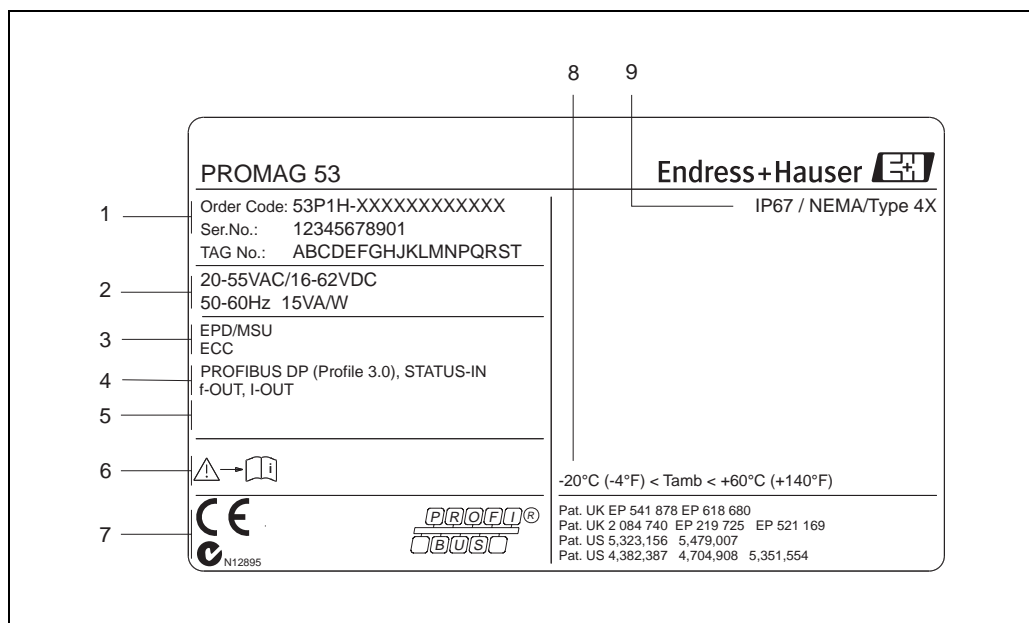 8 9
PROMAG 53
Endress+Hauser
1
Order Code: 53P1H-XXXXXXXXXXXX
Ser.No.: 12345678901
TAG No.: ABCDEFGHJKLMNPQRST
IP67 / NEMA/Type 4X
2
20-55VAC/16-62VDC
50-60Hz 15VA/W
3
EPD/MSU
ECC
4
PROFIBUS DP (Profile 3.0), STATUS-IN
f-OUT, I-OUT
5
6
i
-20°C (-4°F) < Tamb < +60°C (+140°F)
7
CE
N12895
PROFI®
BUS
Pat. UK EP 541 878 EP 618 680
Pat. UK 2 084 740 EP 219 725 EP 521 169
Pat. US 5,323,156 5,479,007
Pat. US 4,382,387 4,704,908 5,351,554